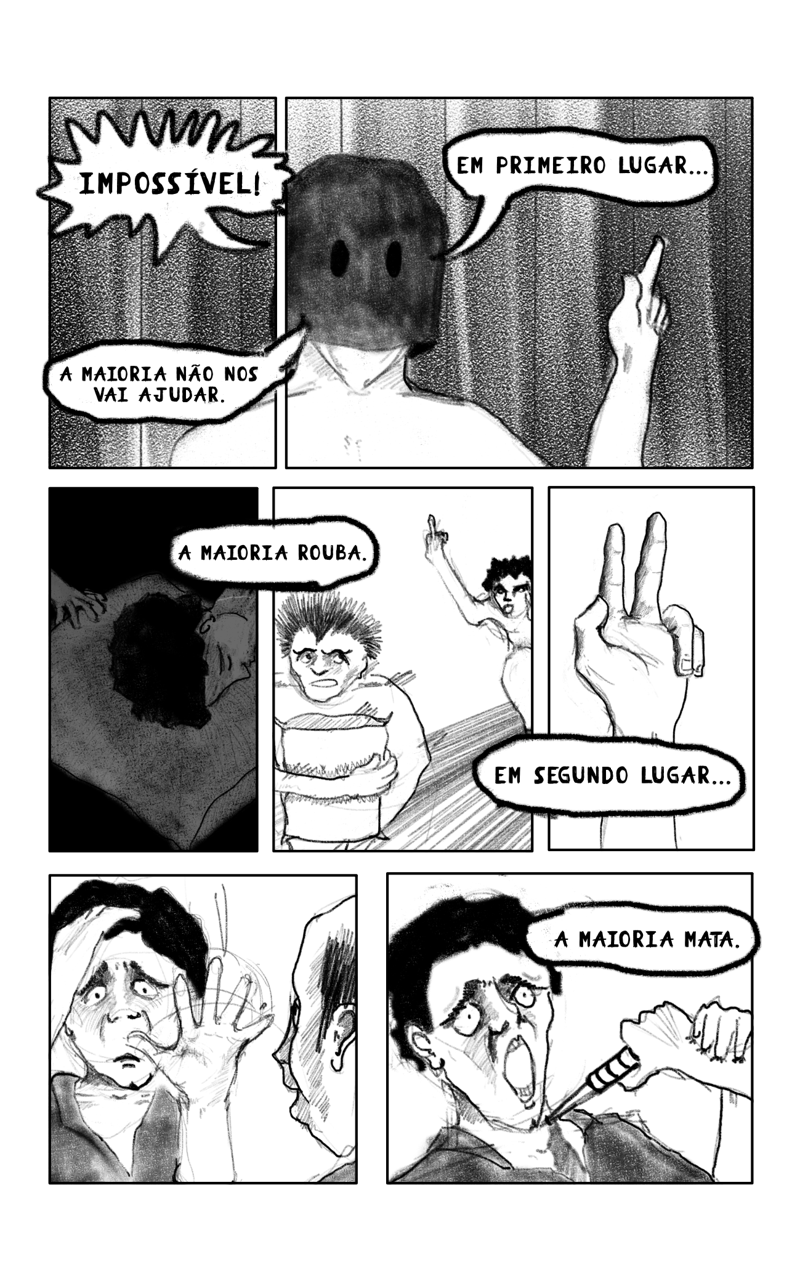 IMPOSSÍVEL!
EM PRIMEIRO LUGAR...
A MAIORIA NÃO NOS
VAI AJUDAR.
A MAIORIA ROUBA.
EM SEGUNDO LUGAR...
A MAIORIA MATA.